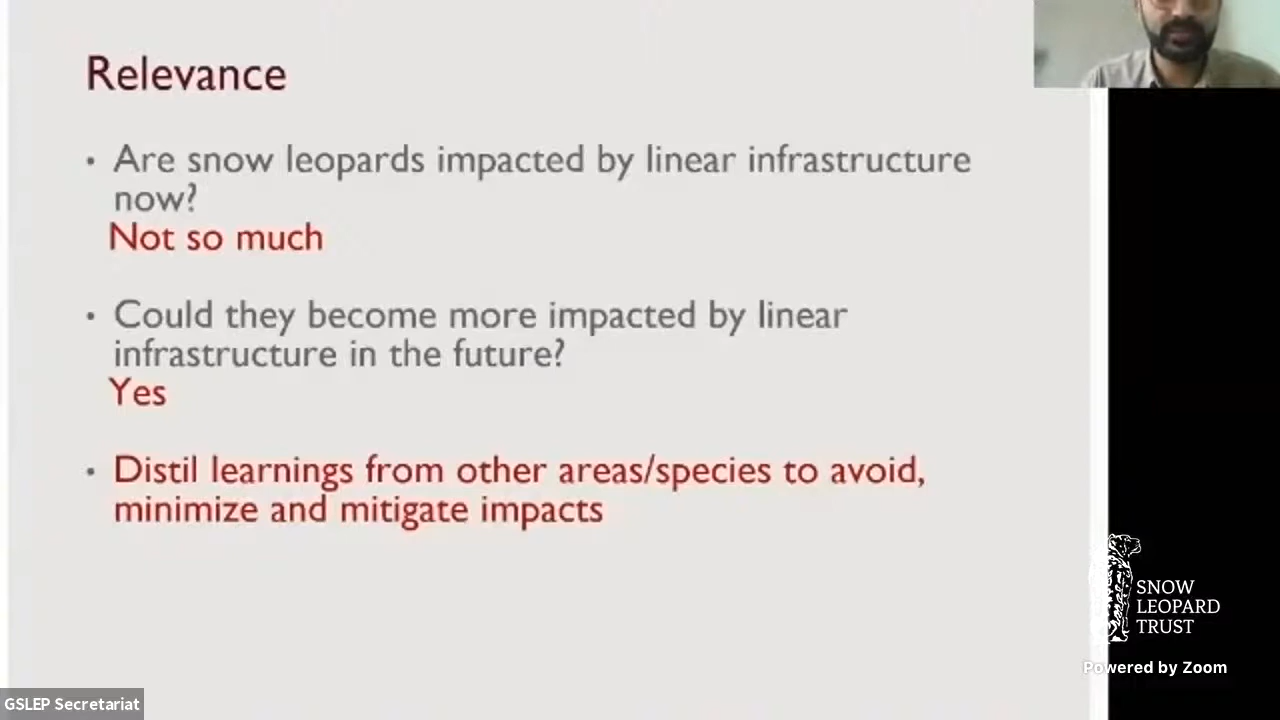 Relevance
• Are snow leopards impacted by linear infrastructure
now?
Not so much
• Could they become more impacted by linear
infrastructure in the future?
Yes
• Distil learnings from other areas/species to avoid,
minimize and mitigate impacts
SNOW
LEOPARD
TRUST
Powered by Zoom
GSLEP Secretariat